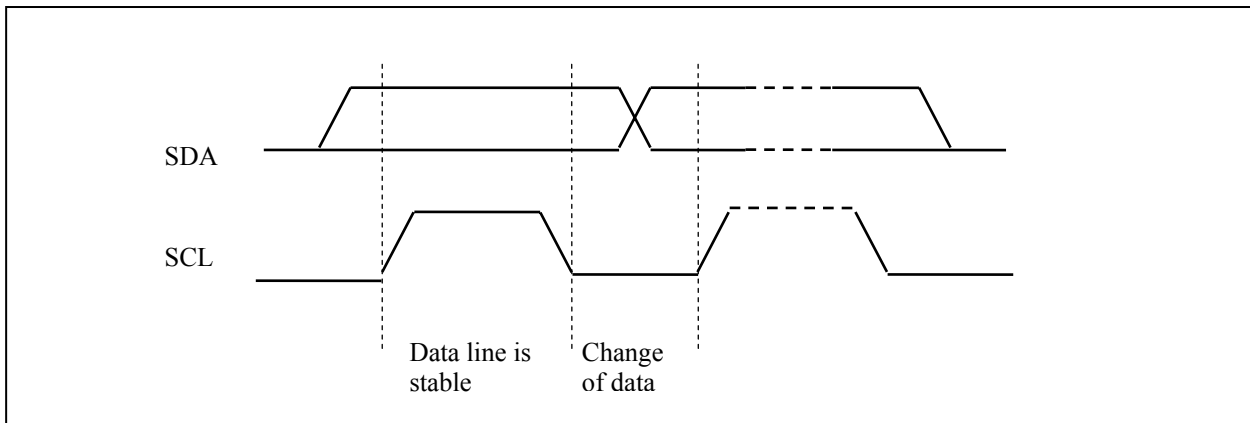 SDA
SCL
Data line is
stable
Change
of data